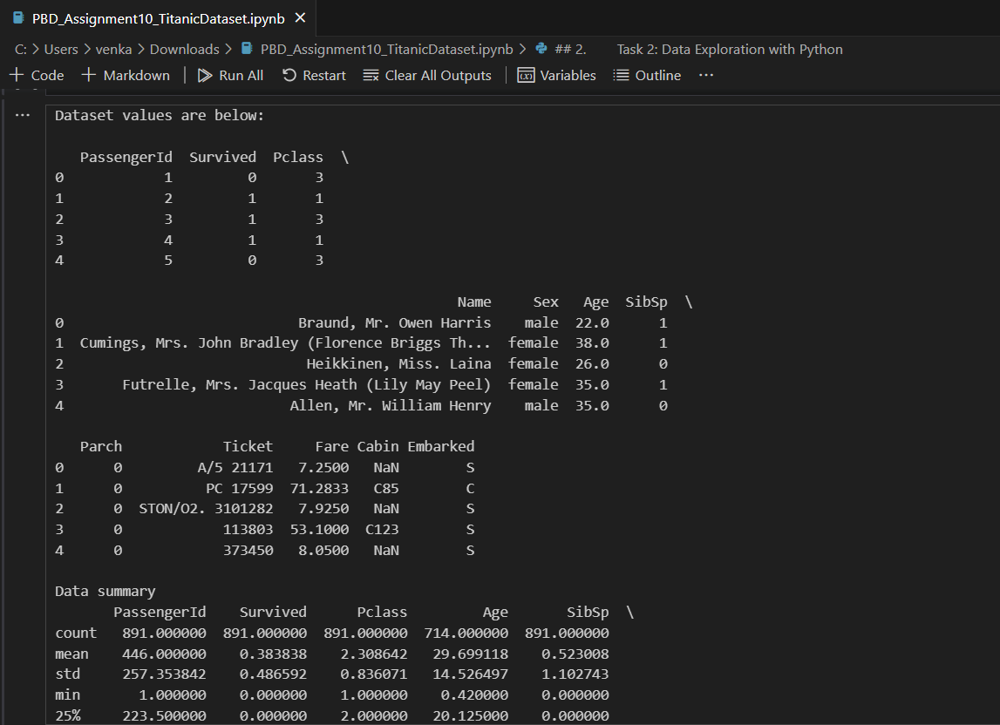 PBD_Assignment10_TitanicDataset.ipynb ×
C: > Users > venka > Downloads > PBD_Assignment10_TitanicDataset.ipynb > ## 2. Task 2: Data Exploration with Python
+ Code + Markdown | Run All Restart Clear All Outputs | Variables Outline ...
... Dataset values are below:
PassengerId Survived Pclass \
0 1 0 3
1 2 1 1
2 3 1 3
3 4 1 1
4 5 0 3
Name Sex Age SibSp \
0 Braund, Mr. Owen Harris male 22.0 1
1 Cumings, Mrs. John Bradley (Florence Briggs Th... female 38.0 1
2 Heikkinen, Miss. Laina female 26.0 0
3 Futrelle, Mrs. Jacques Heath (Lily May Peel) female 35.0 1
4 Allen, Mr. William Henry male 35.0 0
Parch Ticket Fare Cabin Embarked
0 0 A/5 21171 7.2500 NaN S
1 0 PC 17599 71.2833 C85 C
2 0 STON/O2. 3101282 7.9250 NaN S
3 0 113803 53.1000 C123 S
4 0 373450 8.0500 NaN S
Data summary
PassengerId Survived Pclass Age SibSp \
count 891.000000 891.000000 891.000000 714.000000 891.000000
mean 446.000000 0.383838 2.308642 29.699118 0.523008
std 257.353842 0.486592 0.836071 14.526497 1.102743
min 1.000000 0.000000 1.000000 0.420000 0.000000
25% 223.500000 0.000000 2.000000 20.125000 0.000000